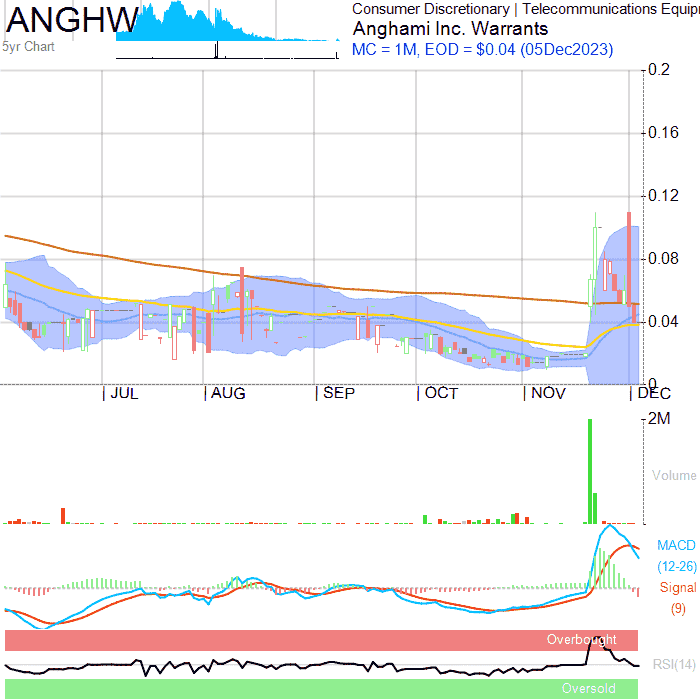 ANGHW
5yr Chart
Consumer Discretionary | Telecommunications Equip
Anghami Inc. Warrants
MC = 1M, EOD = $0.04 (05Dec2023)
0.2
0.16
0.12
0.08
0.04
0
JUL
AUG
SEP
OCT
NOV
DEC
2M
Volume
MACD
(12-26)
Signal
(9)
Overbought
RSI(14)
Oversold